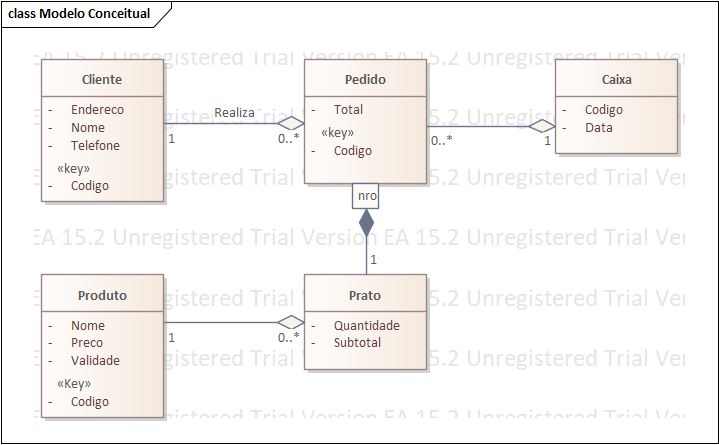 class Modelo Conceitual
EA 15.2 Unregistered Trial Version EA 15.2 Unregistered Trial Ver
Cliente
- Endereco
- Nome
- Telefone
«key»
- Codigo
Realiza
1
0..*
Pedido
- Total
«key»
- Codigo
nro
0..*
1
Caixa
- Codigo
- Data
1
Produto
- Nome
- Preco
- Validade
«Key»
- Codigo
1
0..*
Prato
- Quantidade
- Subtotal